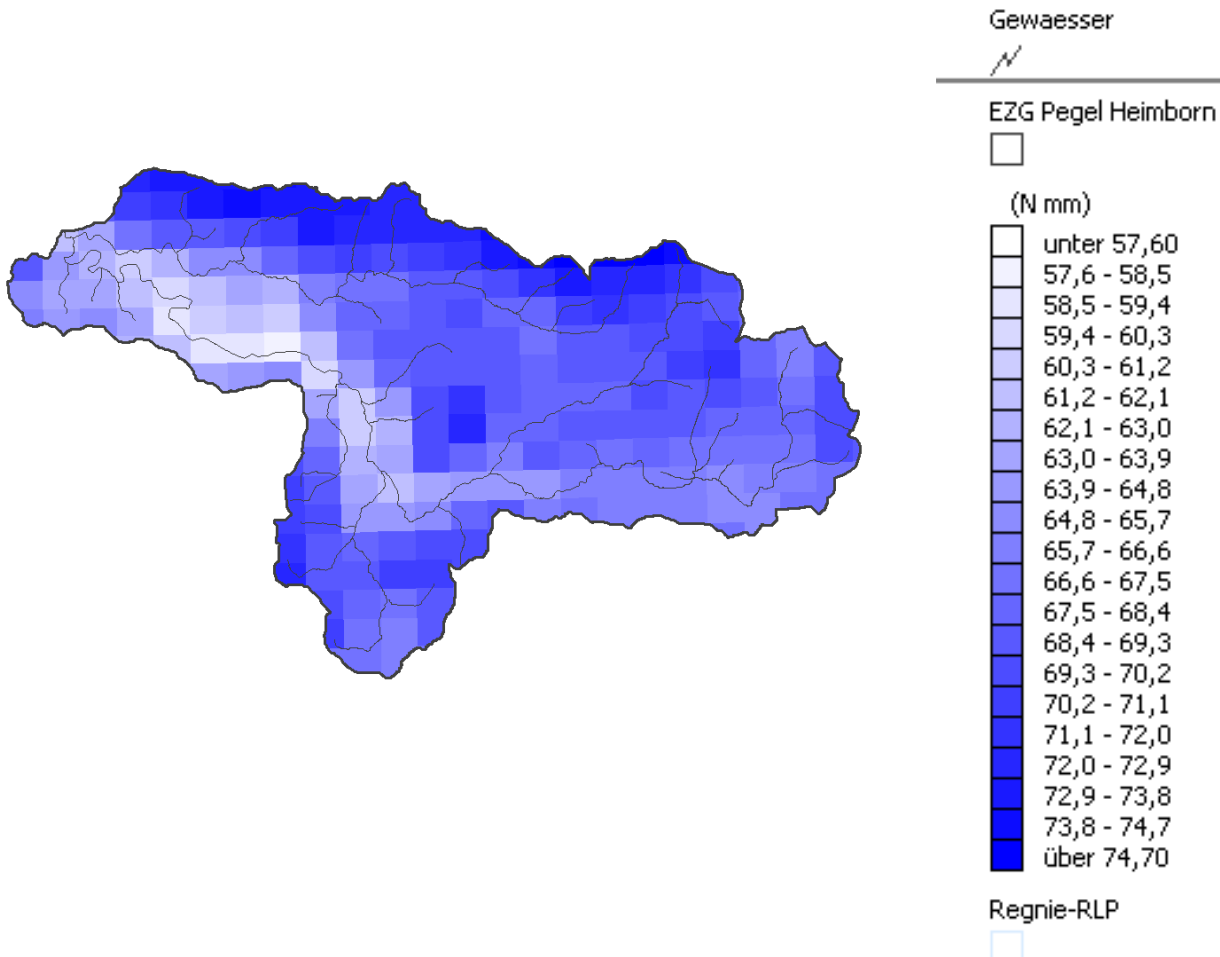 Gewaesser
EZG Pegel Heimborn
(N mm)
unter 57,60
57,6 - 58,5
58,5 - 59,4
59,4 - 60,3
60,3 - 61,2
61,2 - 62,1
62,1 - 63,0
63,0 - 63,9
63,9 - 64,8
64,8 - 65,7
65,7 - 66,6
66,6 - 67,5
67,5 - 68,4
68,4 - 69,3
69,3 - 70,2
70,2 - 71,1
71,1 - 72,0
72,0 - 72,9
72,9 - 73,8
73,8 - 74,7
über 74,70
Regnie-RLP